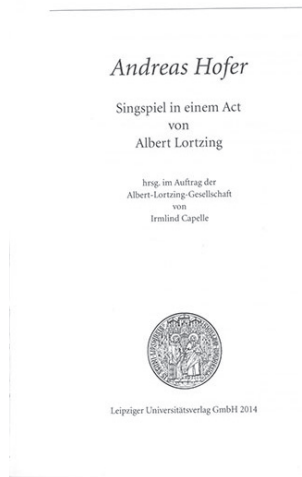 Andreas Hofer
Singspiel in einem Act
von
Albert Lortzing
hrsg. im Auftrag der
Albert-Lortzing-Gesellschaft
von
Irmlind Capelle
Leipziger Universitätsverlag GmbH 2014